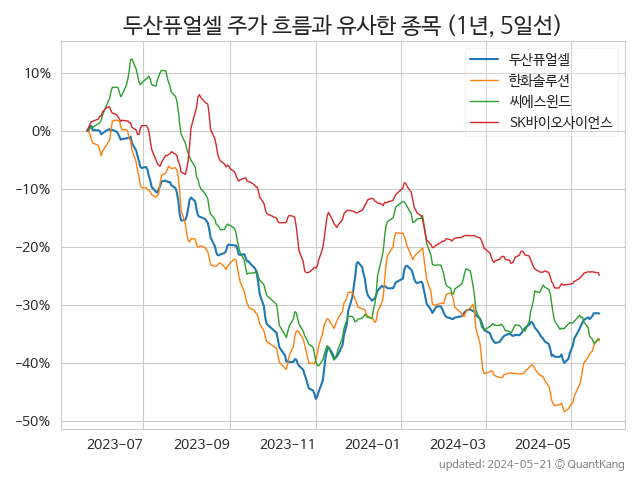 두산퓨얼셀 주가 흐름과 유사한 종목 (1년, 5일선)
두산퓨얼셀
한화솔루션
씨에스윈드
SK바이오사이언스
10%
0%
−10%
−20%
−30%
−40%
−50%
2023-07
2023-09
2023-11
2024-01
2024-03
2024-05
updated: 2024-05-21 © QuantKang